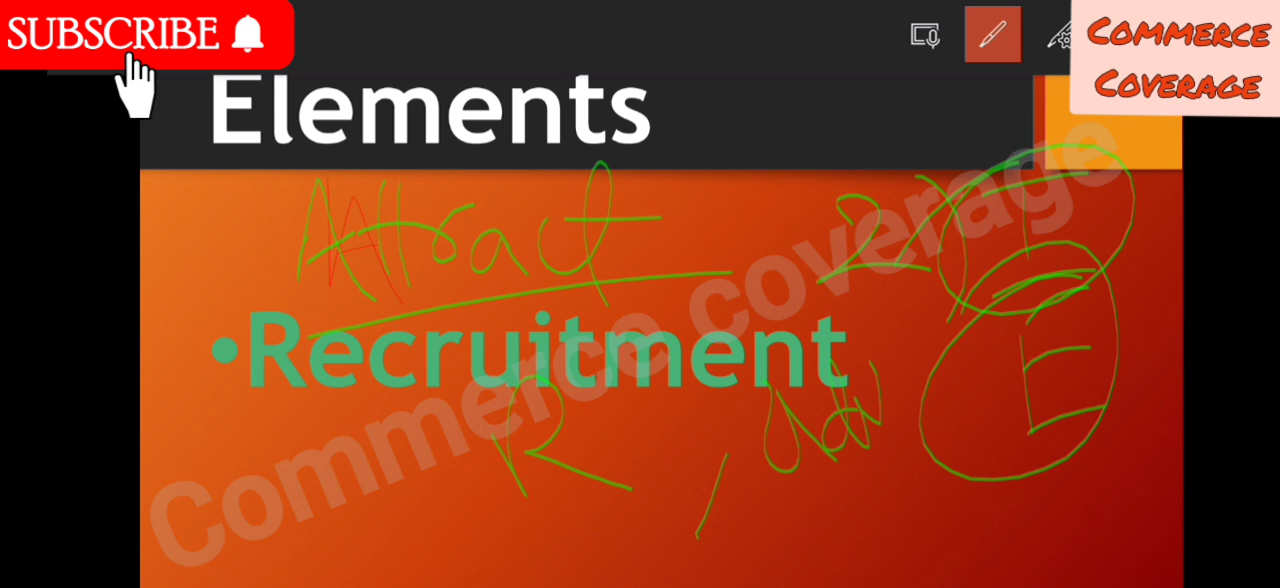 SUBSCRIBE
Commerce
Coverage
Elements
Attract
•Recruitment
R
E
Commerce coverage